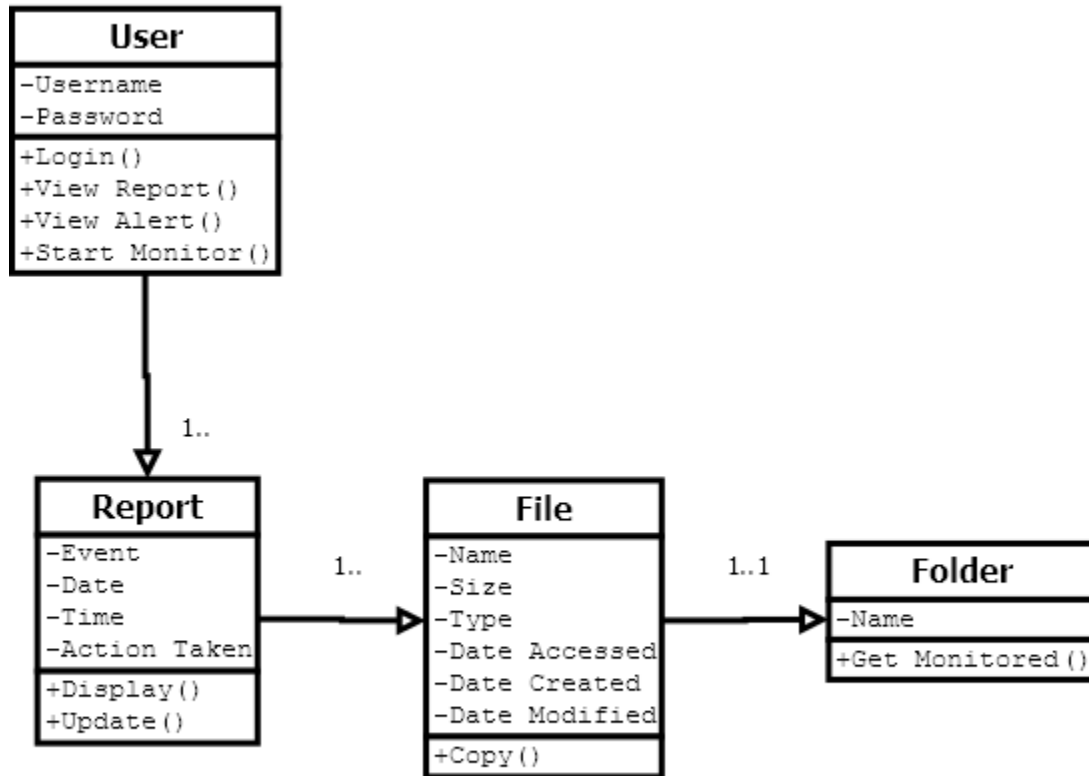 User
-Username
-Password
+Login()
+View Report()
+View Alert()
+Start Monitor()
1..
Report
-Event
-Date
-Time
-Action Taken
+Display()
+Update()
1..
File
-Name
-Size
-Type
-Date Accessed
-Date Created
-Date Modified
+Copy()
1..1
Folder
-Name
+Get Monitored()